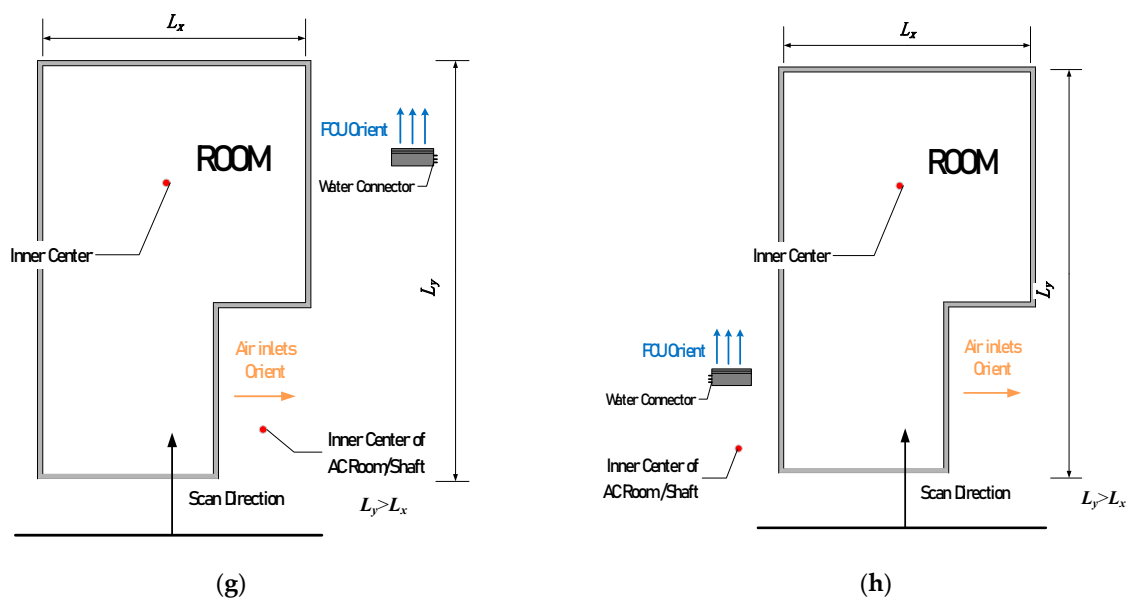 Lx
FCU Orient
ROOM
Water Connector
Inner Center
Ly
Air inlets
Orient
Inner Center of
AC Room/Shaft
Scan Direction
Ly>Lx
(g)
Lx
ROOM
Inner Center
Ly
FCU Orient
Air inlets
Orient
Water Connector
Inner Center of
AC Room/Shaft
Scan Direction
Ly>Lx
(h)